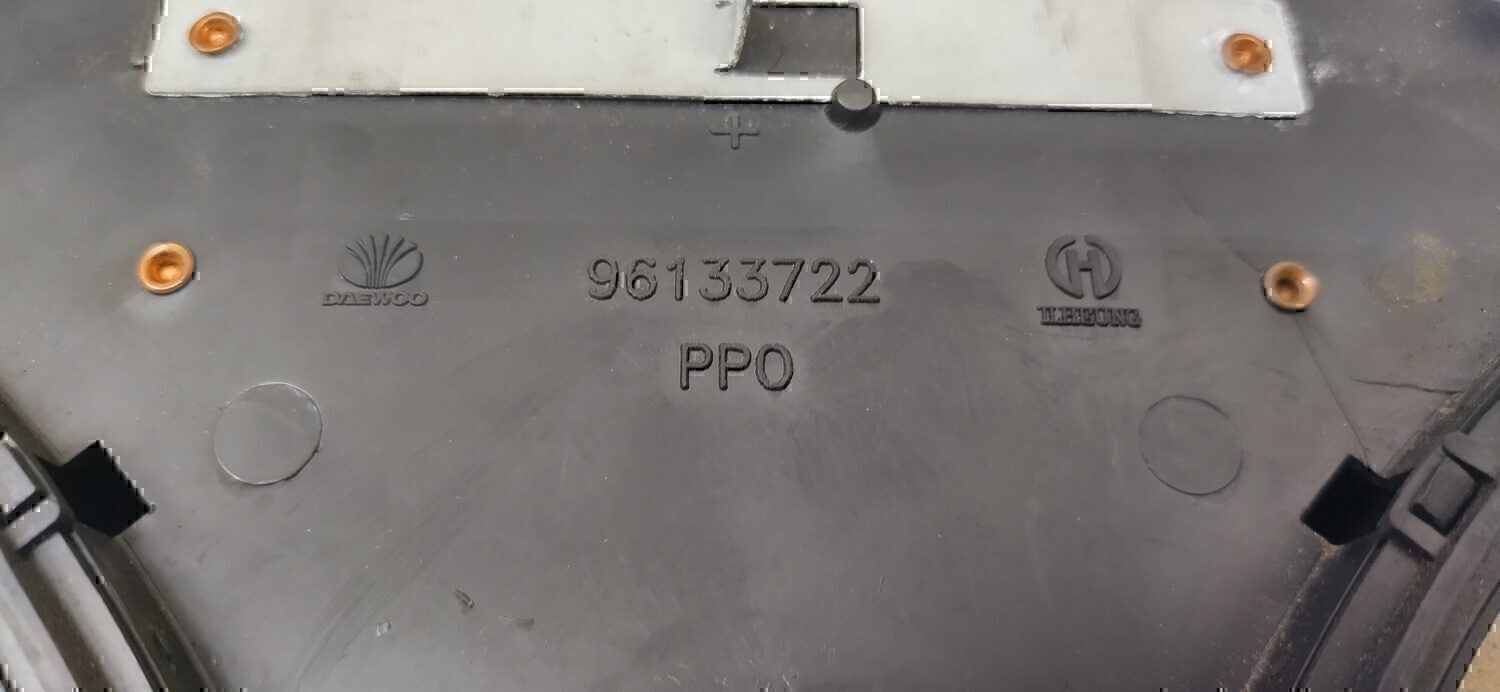 DAEWOO
96133722
ILHEUNG
PPO